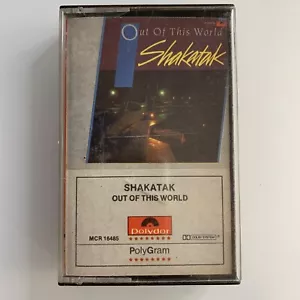 Out Of This World
Shakatak
SHAKATAK
OUT OF THIS WORLD
Polydor
MCR 16485
PolyGram